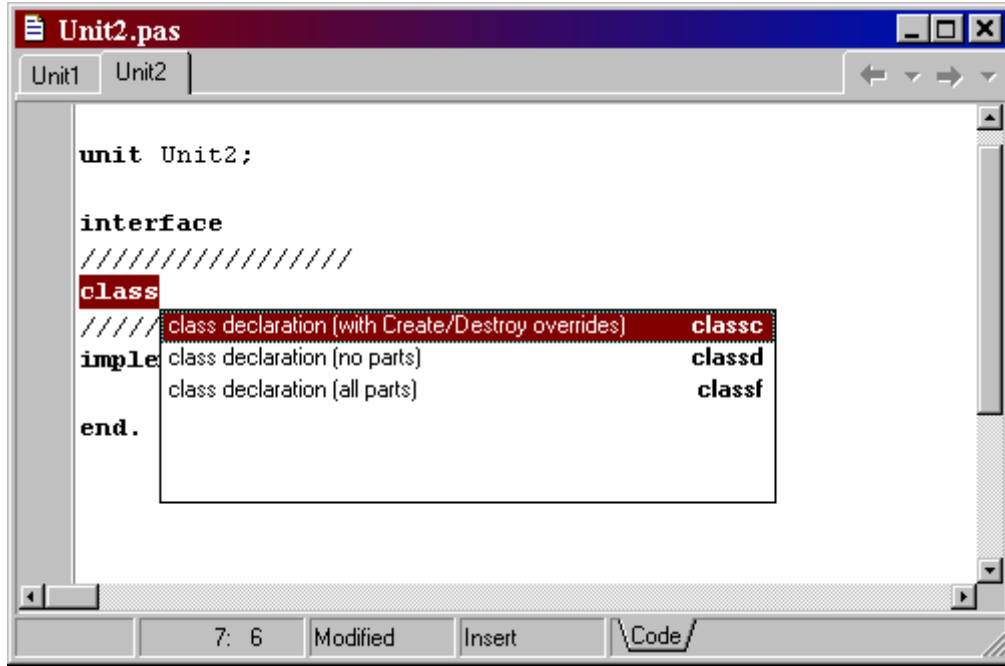 Unit2.pas
Unit1 Unit2
unit Unit2;
interface
/////////////////
class
class declaration (with Create/Destroy overrides) classc
///// class declaration (no parts) classd
imple class declaration (all parts) classf
end.
7: 6 Modified Insert \Code/